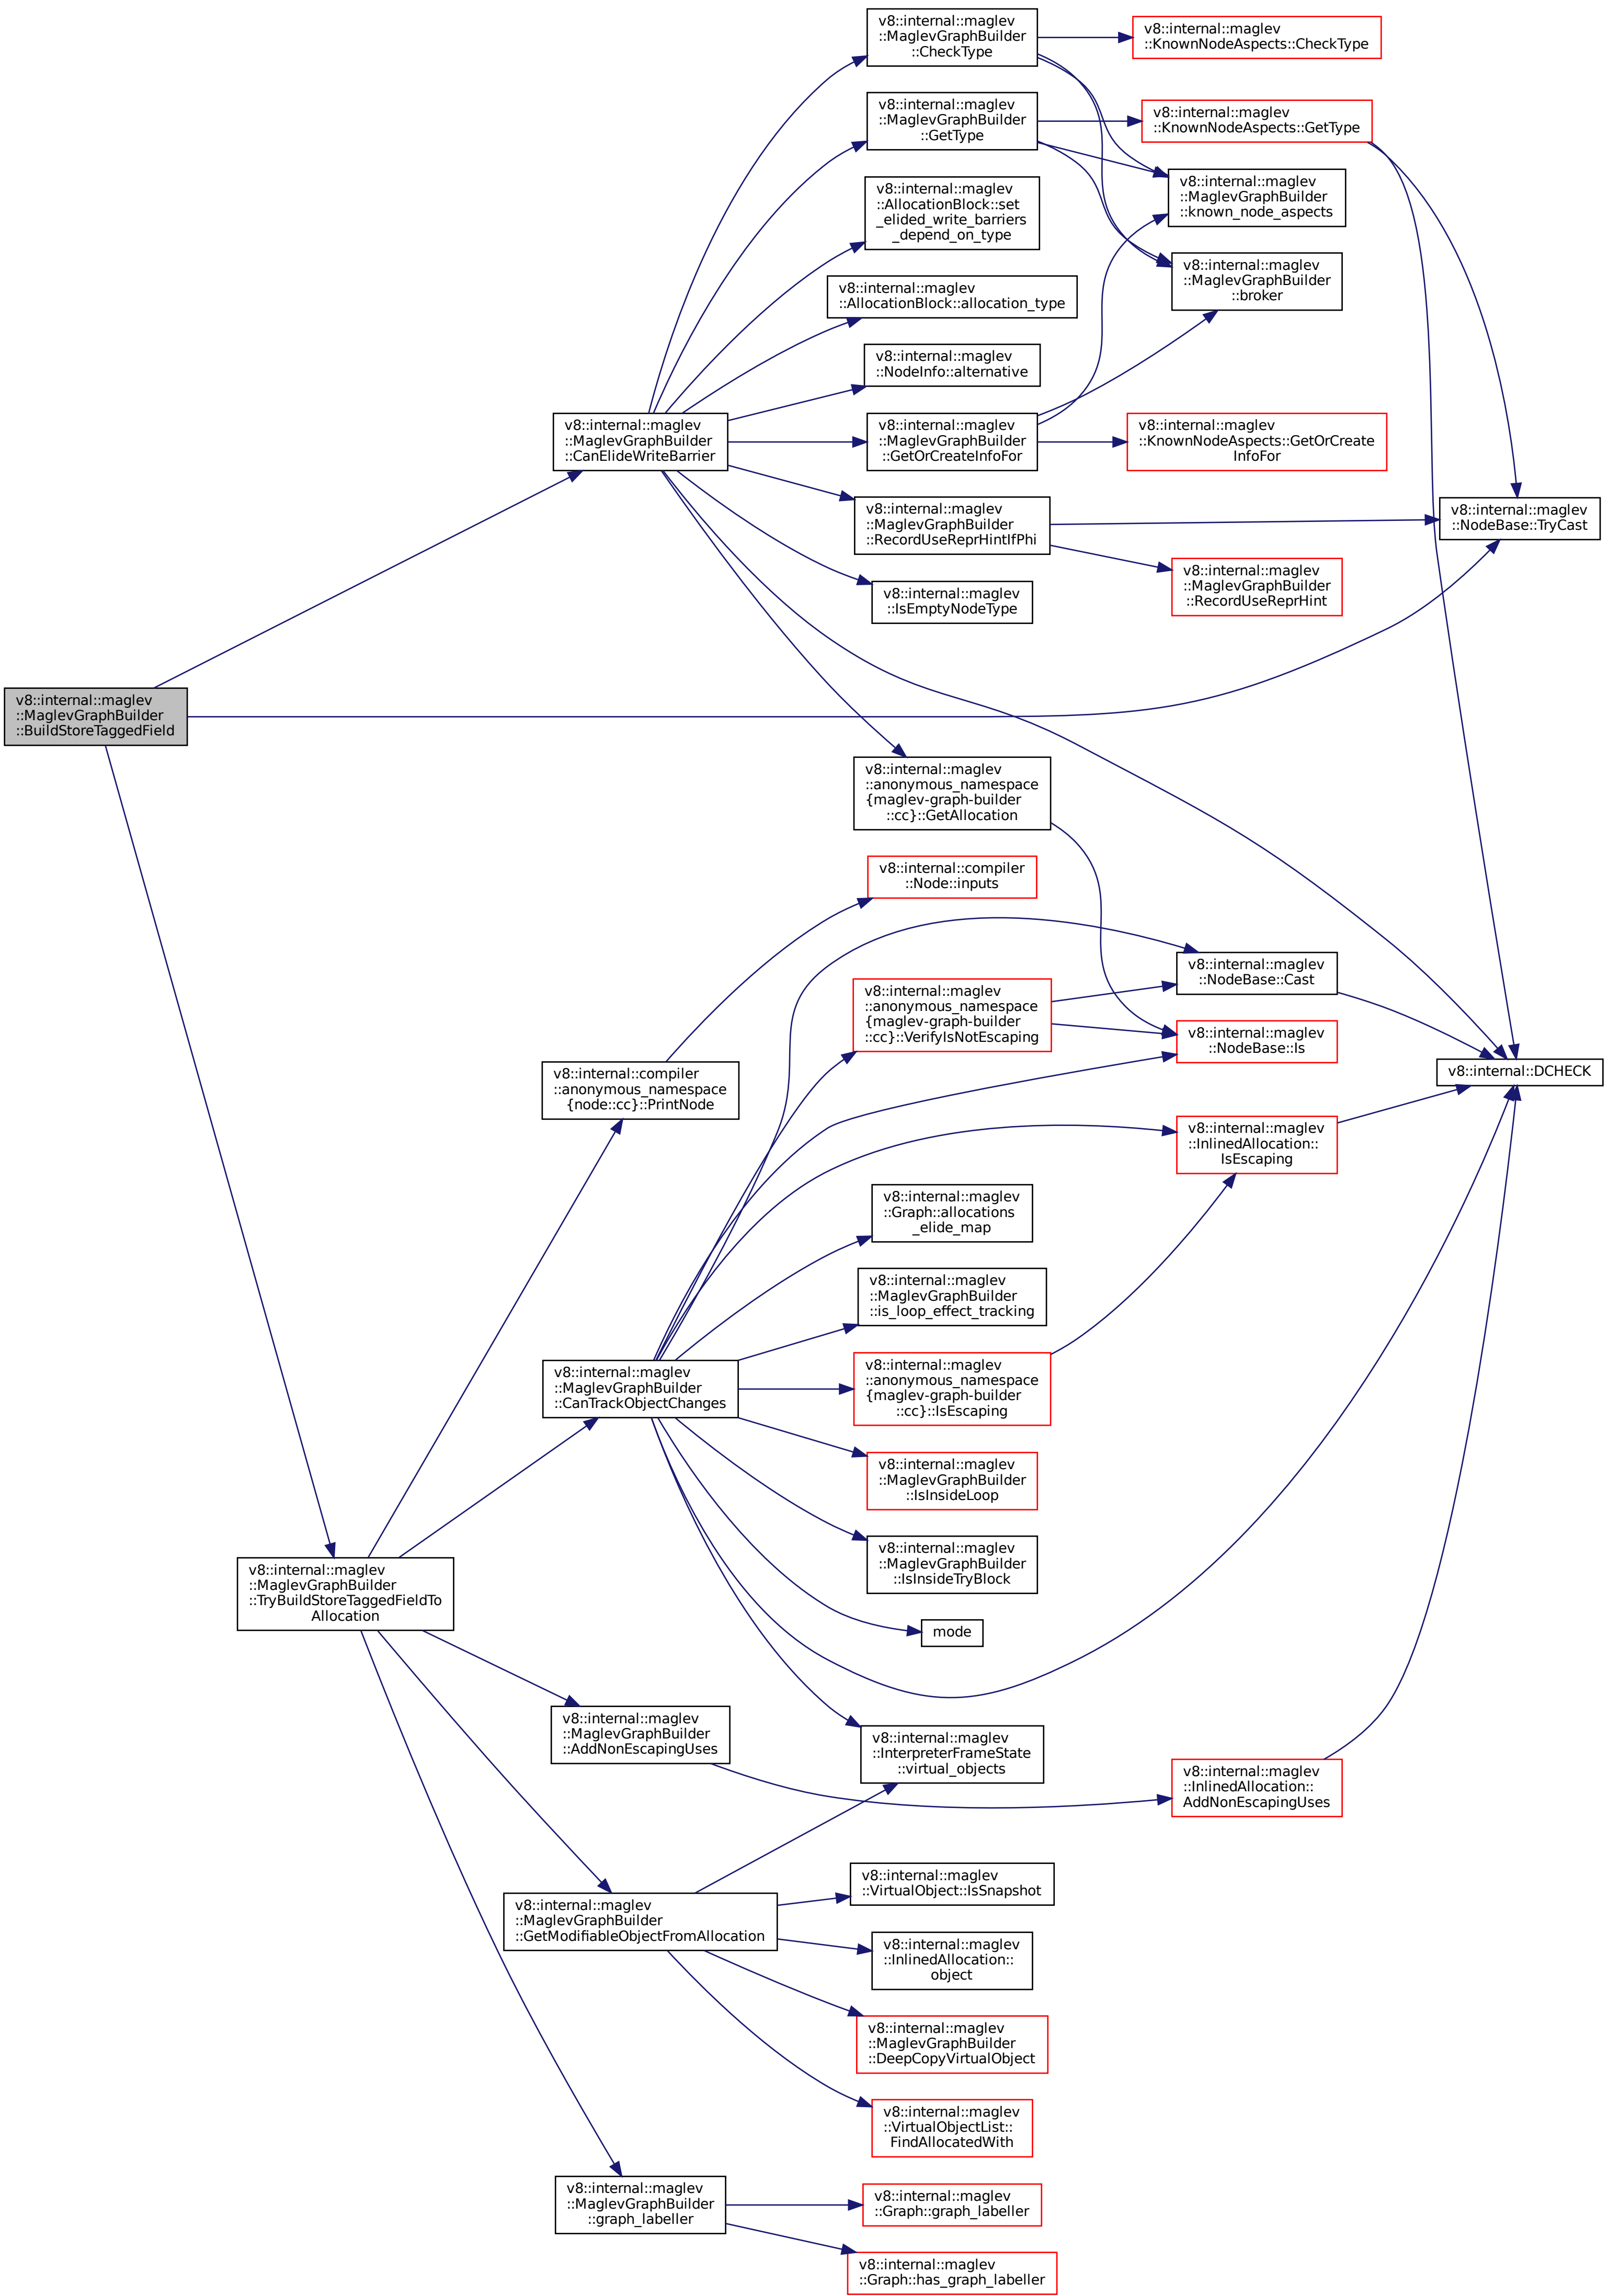 v8::internal::maglev
::MaglevGraphBuilder
::CheckType
v8::internal::maglev
::KnownNodeAspects::CheckType
v8::internal::maglev
::MaglevGraphBuilder
::GetType
v8::internal::maglev
::KnownNodeAspects::GetType
v8::internal::maglev
::AllocationBlock::set
_elided_write_barriers
_depend_on_type
v8::internal::maglev
::MaglevGraphBuilder
::known_node_aspects
v8::internal::maglev
::MaglevGraphBuilder
::broker
v8::internal::maglev
::AllocationBlock::allocation_type
v8::internal::maglev
::NodeInfo::alternative
v8::internal::maglev
::MaglevGraphBuilder
::CanElideWriteBarrier
v8::internal::maglev
::MaglevGraphBuilder
::GetOrCreateInfoFor
v8::internal::maglev
::KnownNodeAspects::GetOrCreate
InfoFor
v8::internal::maglev
::MaglevGraphBuilder
::RecordUseReprHintIfPhi
v8::internal::maglev
::NodeBase::TryCast
v8::internal::maglev
::MaglevGraphBuilder
::RecordUseReprHint
v8::internal::maglev
::IsEmptyNodeType
v8::internal::maglev
::MaglevGraphBuilder
::BuildStoreTaggedField
v8::internal::maglev
::anonymous_namespace
{maglev-graph-builder
::cc}::GetAllocation
v8::internal::compiler
::Node::inputs
v8::internal::maglev
::NodeBase::Cast
v8::internal::maglev
::anonymous_namespace
{maglev-graph-builder
::cc}::VerifyIsNotEscaping
v8::internal::maglev
::NodeBase::Is
v8::internal::compiler
::anonymous_namespace
{node::cc}::PrintNode
v8::internal::DCHECK
v8::internal::maglev
::InlinedAllocation::
IsEscaping
v8::internal::maglev
::Graph::allocations
_elide_map
v8::internal::maglev
::MaglevGraphBuilder
::is_loop_effect_tracking
v8::internal::maglev
::MaglevGraphBuilder
::CanTrackObjectChanges
v8::internal::maglev
::anonymous_namespace
{maglev-graph-builder
::cc}::IsEscaping
v8::internal::maglev
::MaglevGraphBuilder
::IsInsideLoop
v8::internal::maglev
::MaglevGraphBuilder
::IsInsideTryBlock
v8::internal::maglev
::MaglevGraphBuilder
::TryBuildStoreTaggedFieldTo
Allocation
mode
v8::internal::maglev
::MaglevGraphBuilder
::AddNonEscapingUses
v8::internal::maglev
::InterpreterFrameState
::virtual_objects
v8::internal::maglev
::InlinedAllocation::
AddNonEscapingUses
v8::internal::maglev
::VirtualObject::IsSnapshot
v8::internal::maglev
::MaglevGraphBuilder
::GetModifiableObjectFromAllocation
v8::internal::maglev
::InlinedAllocation::
object
v8::internal::maglev
::MaglevGraphBuilder
::DeepCopyVirtualObject
v8::internal::maglev
::VirtualObjectList::
FindAllocatedWith
v8::internal::maglev
::MaglevGraphBuilder
::graph_labeller
v8::internal::maglev
::Graph::graph_labeller
v8::internal::maglev
::Graph::has_graph_labeller